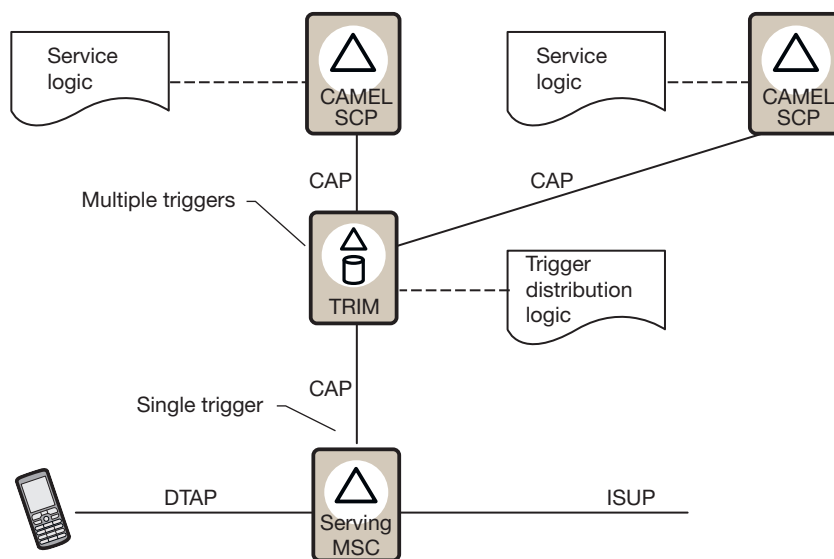 Service
logic
CAMEL
SCP
Service
logic
CAMEL
SCP
CAP
CAP
Multiple triggers
TRIM
Trigger
distribution
logic
CAP
Single trigger
DTAP
Serving
MSC
ISUP